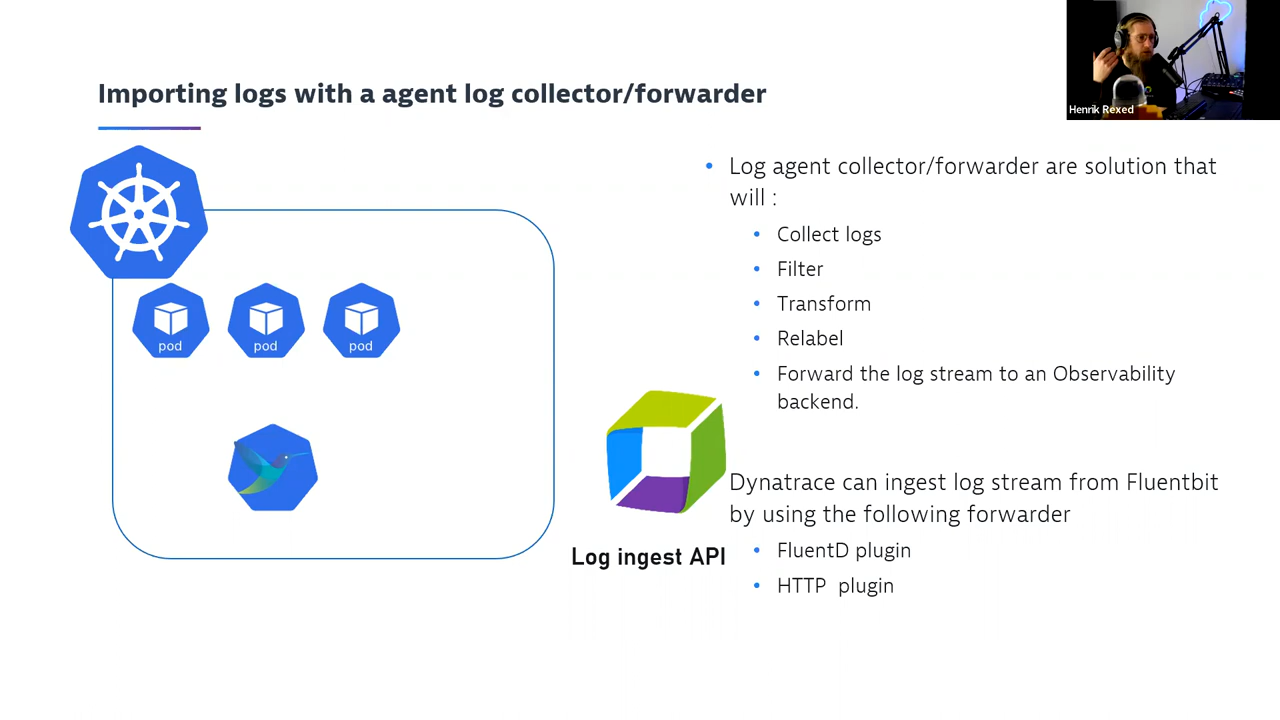 Henrik Rexed
Importing logs with a agent log collector/forwarder
pod
pod
pod
Log ingest API
Log agent collector/forwarder are solution that
will :
Collect logs
Filter
Transform
Relabel
Forward the log stream to an Observability
backend.
Dynatrace can ingest log stream from Fluentbit
by using the following forwarder
FluentD plugin
HTTP plugin